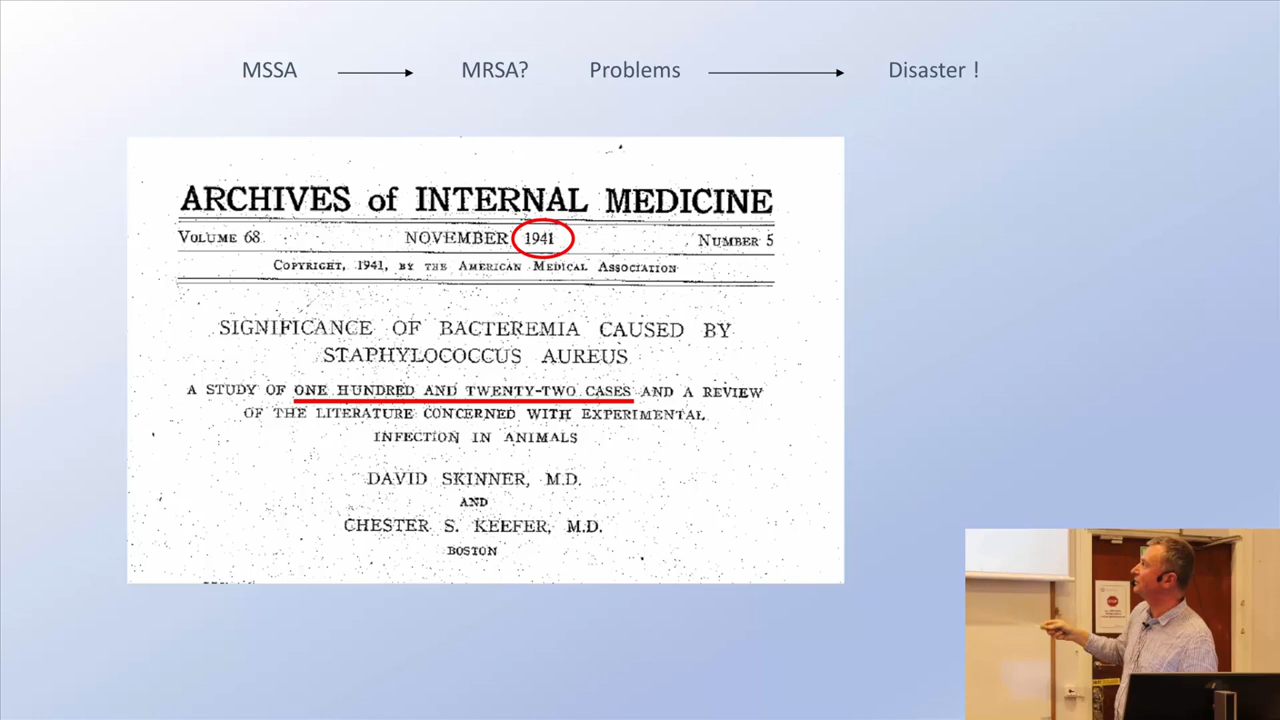 MSSA MRSA? Problems Disaster !
ARCHIVES of INTERNAL MEDICINE
VOLUME 68 NOVEMBER 1941 NUMBER 5
COPYRIGHT, 1941, BY THE AMERICAN MEDICAL ASSOCIATION
SIGNIFICANCE OF BACTEREMIA CAUSED BY
STAPHYLOCOCCUS AUREUS
A STUDY OF ONE HUNDRED AND TWENTY-TWO CASES AND A REVIEW
OF THE LITERATURE CONCERNED WITH EXPERIMENTAL
INFECTION IN ANIMALS
DAVID SKINNER, M.D.
AND
CHESTER S. KEEFER, M.D.
BOSTON
STOP